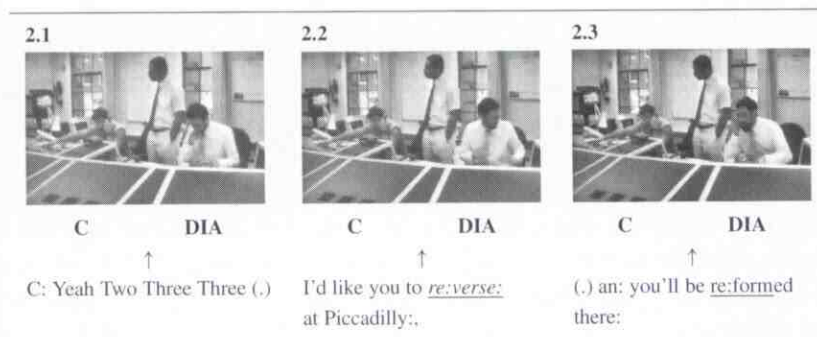 2.1
2.2
2.3
C DIA
C DIA
C DIA
↑
↑
↑
C: Yeah Two Three Three (.)
I'd like you to re:verse:
at Piccadilly:,
(.) an: you'll be re:formed
there: